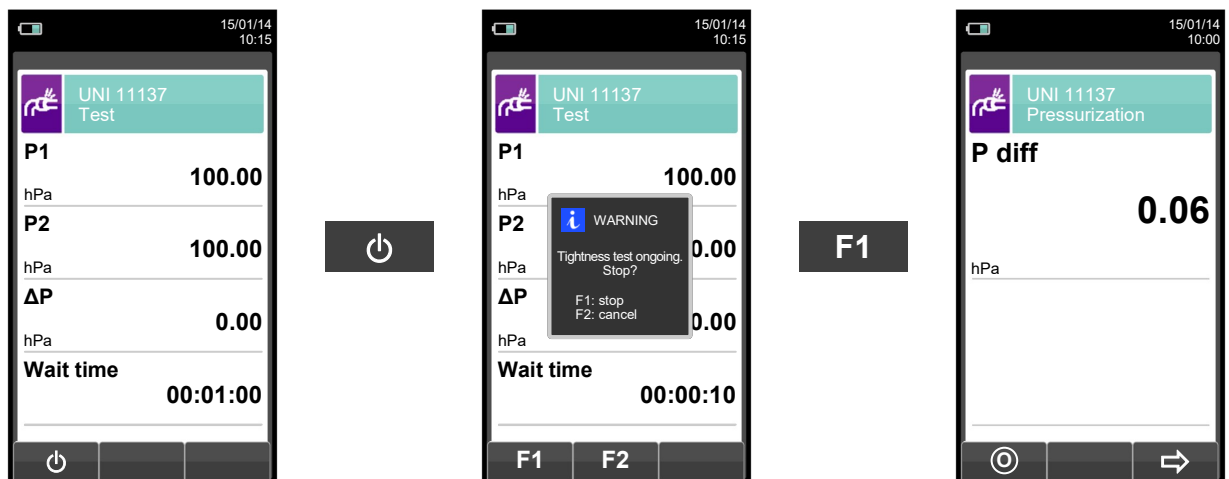 15/01/14
10:15
UNI 11137
Test
P1
100.00
hPa
P2
100.00
hPa
ΔP
0.00
hPa
Wait time
00:01:00
15/01/14
10:15
UNI 11137
Test
P1
100.00
hPa
P2
0.00
hPa
ΔP
0.00
hPa
WARNING
Tightness test ongoing.
Stop?
F1: stop
F2: cancel
Wait time
00:00:10
F1 F2
F1
15/01/14
10:00
UNI 11137
Pressurization
P diff
0.06
hPa